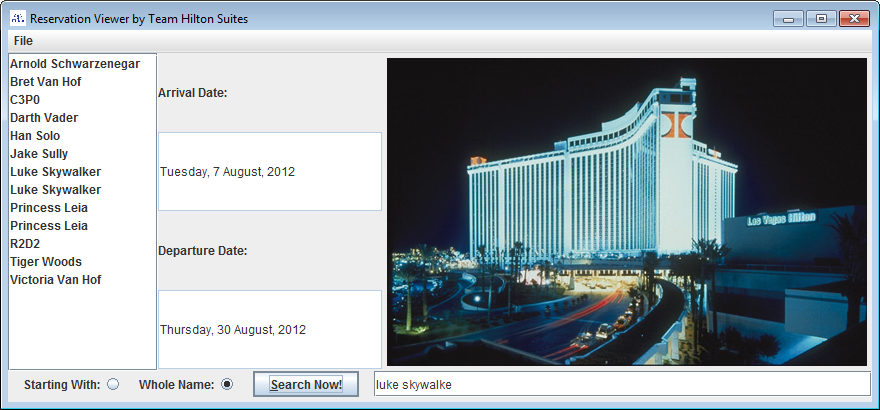 Reservation Viewer by Team Hilton Suites
File
Arnold Schwarzenegar
Bret Van Hof
C3P0
Darth Vader
Han Solo
Jake Sully
Luke Skywalker
Luke Skywalker
Princess Leia
Princess Leia
R2D2
Tiger Woods
Victoria Van Hof
Arrival Date:
Tuesday, 7 August, 2012
Departure Date:
Thursday, 30 August, 2012
Las Vegas Hilton
Starting With:
Whole Name:
Search Now!
luke skywalke